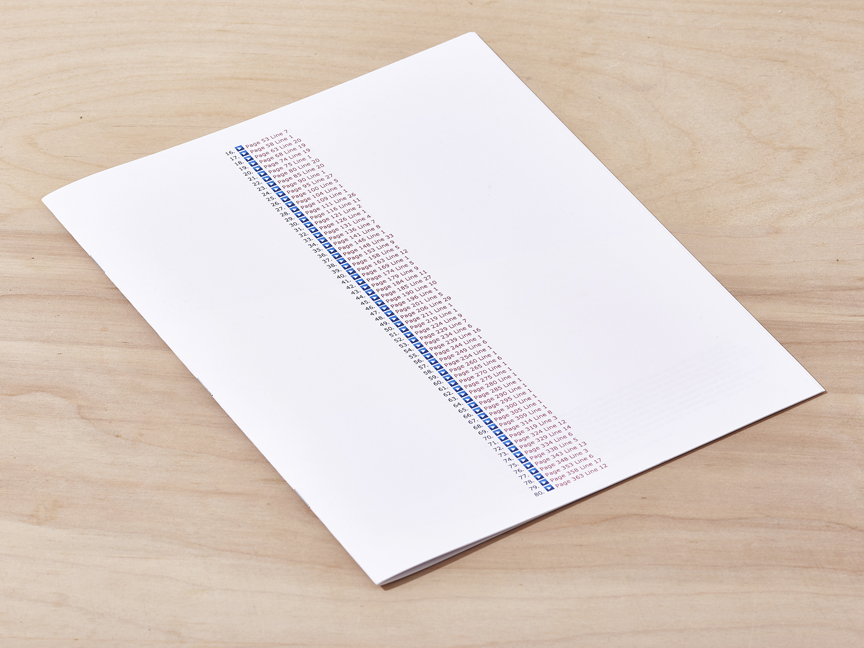 16. Page 53 Line 7
17. Page 58 Line 1
18. Page 63 Line 20
19. Page 68 Line 19
20. Page 74 Line 19
21. Page 75 Line 1
22. Page 80 Line 20
23. Page 85 Line 20
24. Page 90 Line 1
25. Page 95 Line 27
26. Page 100 Line 5
27. Page 104 Line 1
28. Page 109 Line 1
29. Page 111 Line 26
30. Page 116 Line 11
31. Page 121 Line 2
32. Page 126 Line 1
33. Page 131 Line 4
34. Page 136 Line 7
35. Page 141 Line 8
36. Page 146 Line 1
37. Page 148 Line 33
38. Page 153 Line 9
39. Page 158 Line 6
40. Page 163 Line 12
41. Page 169 Line 1
42. Page 174 Line 5
43. Page 179 Line 9
44. Page 184 Line 11
45. Page 185 Line 27
46. Page 190 Line 10
47. Page 196 Line 1
48. Page 201 Line 5
49. Page 206 Line 29
50. Page 211 Line 1
51. Page 219 Line 1
52. Page 224 Line 9
53. Page 229 Line 7
54. Page 234 Line 6
55. Page 239 Line 16
56. Page 244 Line 1
57. Page 249 Line 6
58. Page 254 Line 1
59. Page 260 Line 1
60. Page 265 Line 6
61. Page 270 Line 1
62. Page 275 Line 1
63. Page 280 Line 1
64. Page 285 Line 1
65. Page 290 Line 1
66. Page 295 Line 1
67. Page 300 Line 1
68. Page 305 Line 1
69. Page 309 Line 1
70. Page 314 Line 8
71. Page 319 Line 3
72. Page 324 Line 12
73. Page 329 Line 14
74. Page 334 Line 6
75. Page 338 Line 5
76. Page 343 Line 13
77. Page 348 Line 3
78. Page 353 Line 6
79. Page 358 Line 17
80. Page 363 Line 12